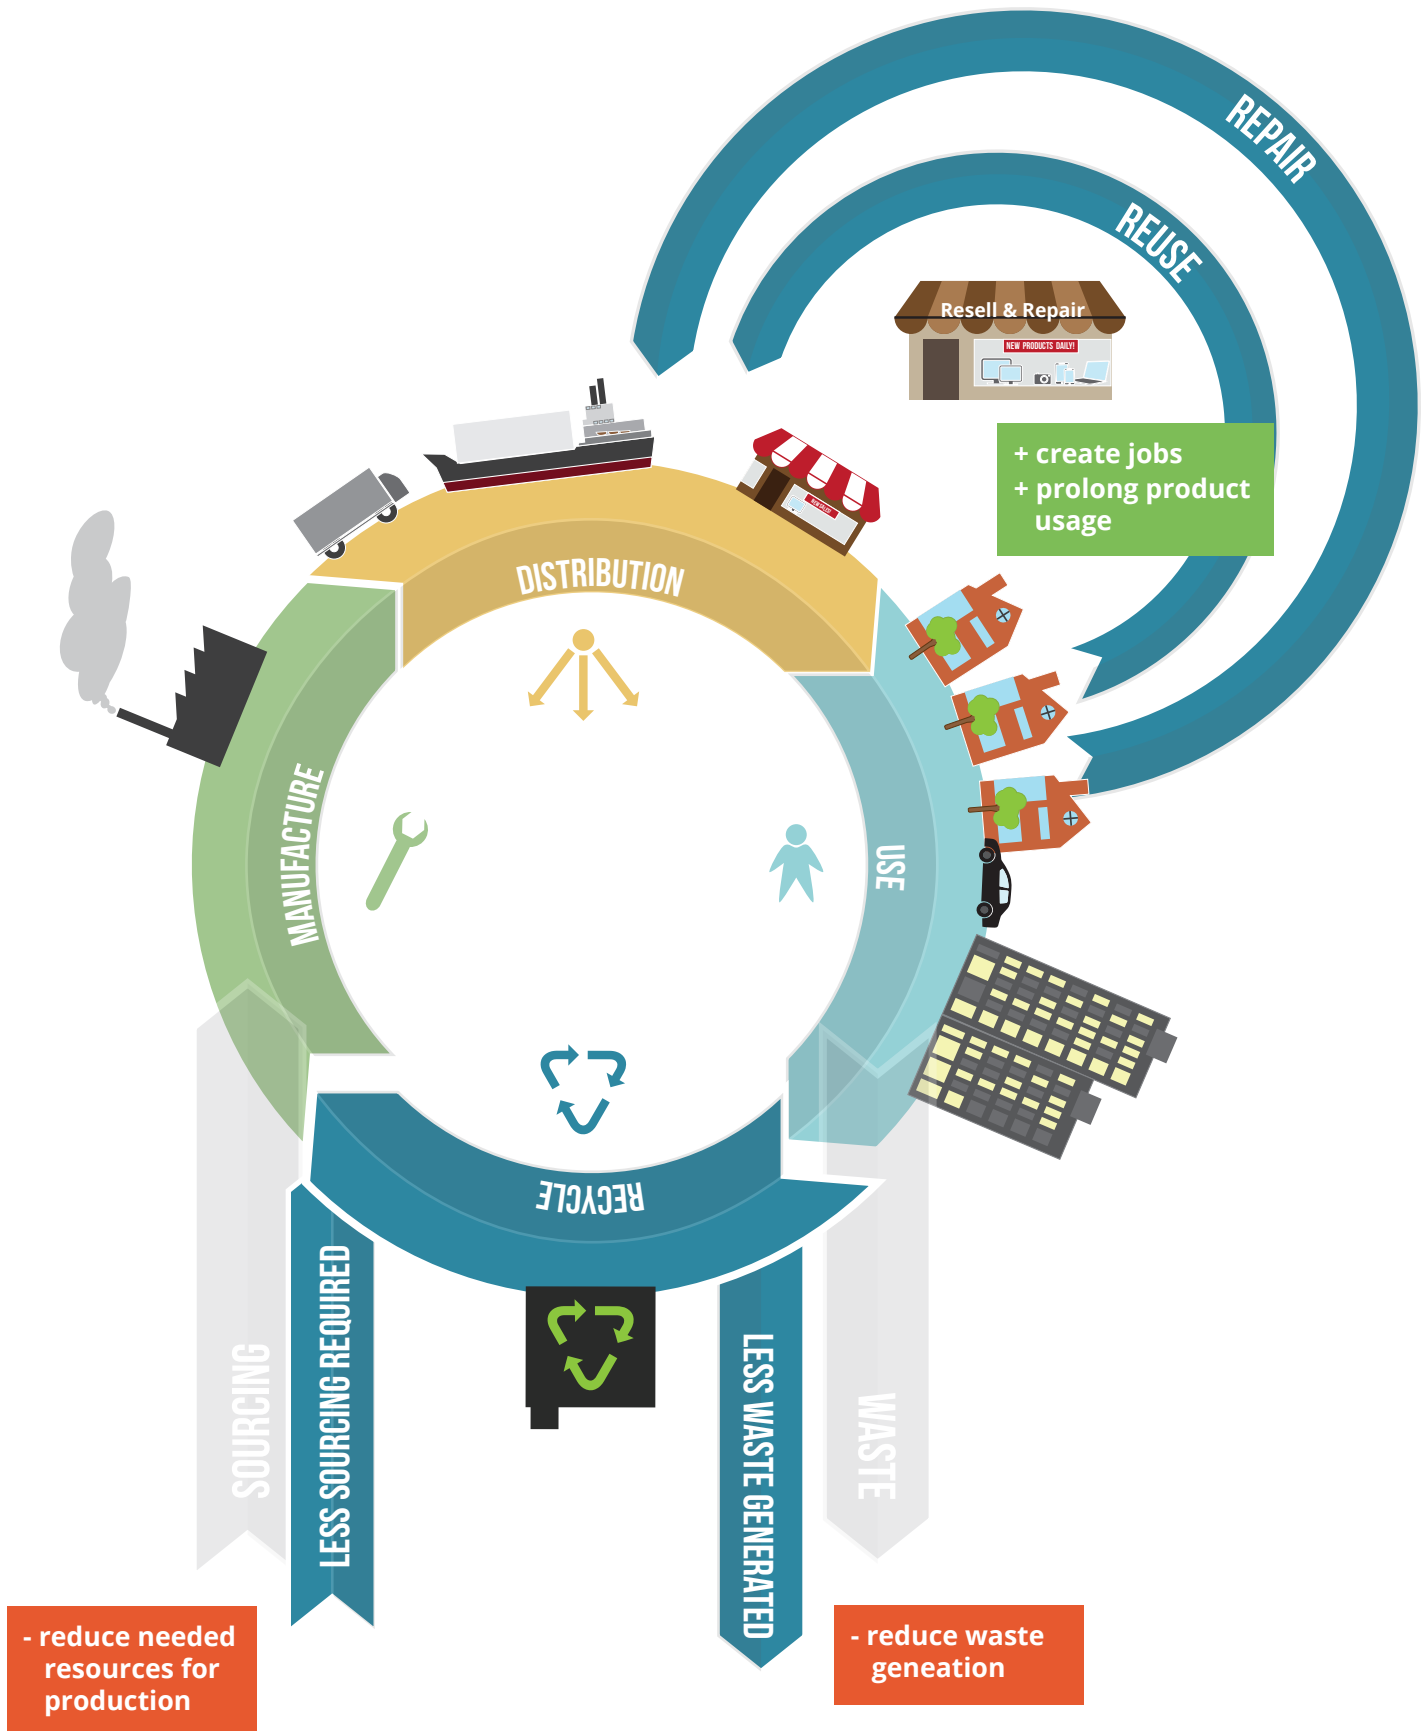 REPAIR
REUSE
Resell & Repair
NEW PRODUCTS DAILY!
+ create jobs
+ prolong product
usage
DISTRIBUTION
MANUFACTURE
USE
RECYCLE
SOURCING
LESS SOURCING REQUIRED
LESS WASTE GENERATED
WASTE
- reduce needed
resources for
production
- reduce waste
geneation